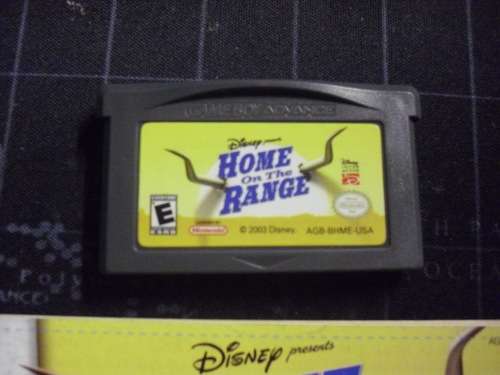 GAME BOY ADVANCE
Disney presents
HOME
On The
RANGE
E
Nintendo
© 2003 Disney.
AGB-BHME-USA
Disney presents